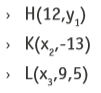 › H(12,y₁)
› K(x₂,-13)
› L(x₃,9,5)